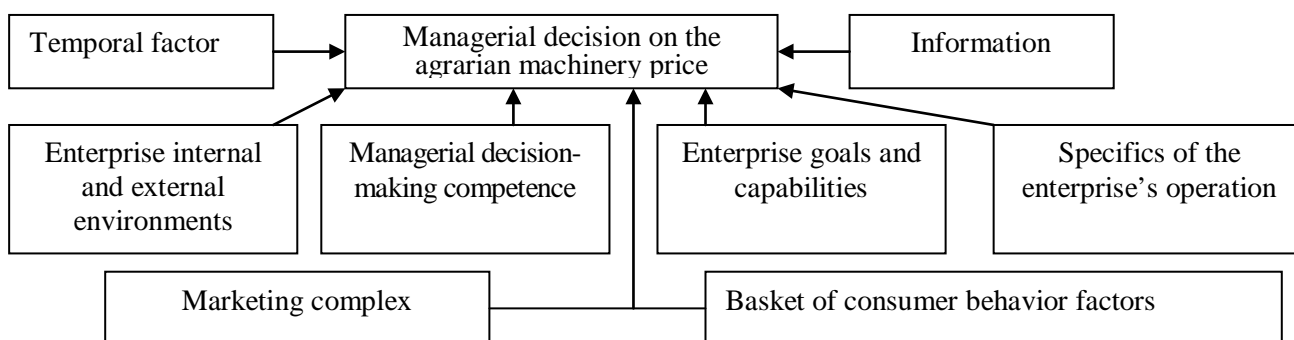 Temporal factor
Managerial decision on the
agrarian machinery price
Information
Enterprise internal
and external
environments
Managerial decision-
making competence
Enterprise goals and
capabilities
Specifics of the
enterprise’s operation
Marketing complex
Basket of consumer behavior factors